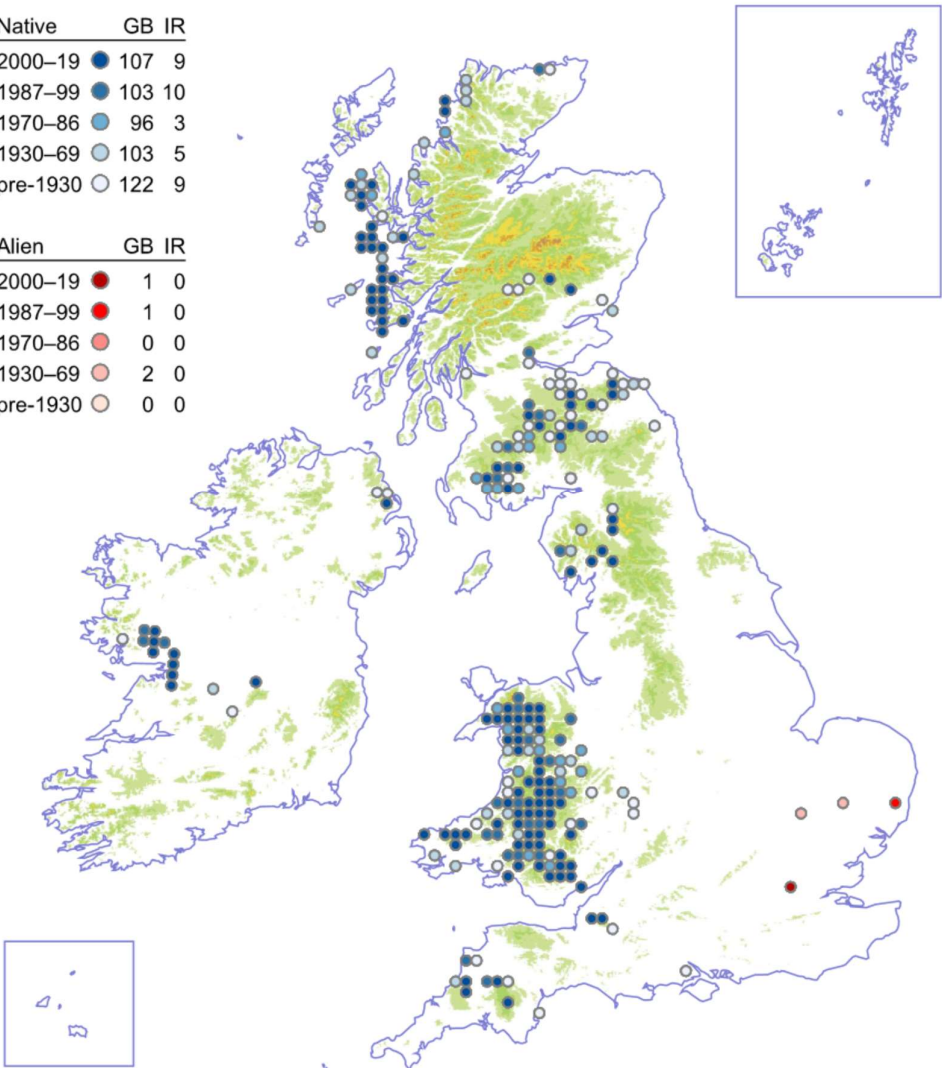 Native GB IR
2000–19 107 9
1987–99 103 10
1970–86 96 3
1930–69 103 5
pre-1930 122 9
Alien GB IR
2000–19 1 0
1987–99 1 0
1970–86 0 0
1930–69 2 0
pre-1930 0 0